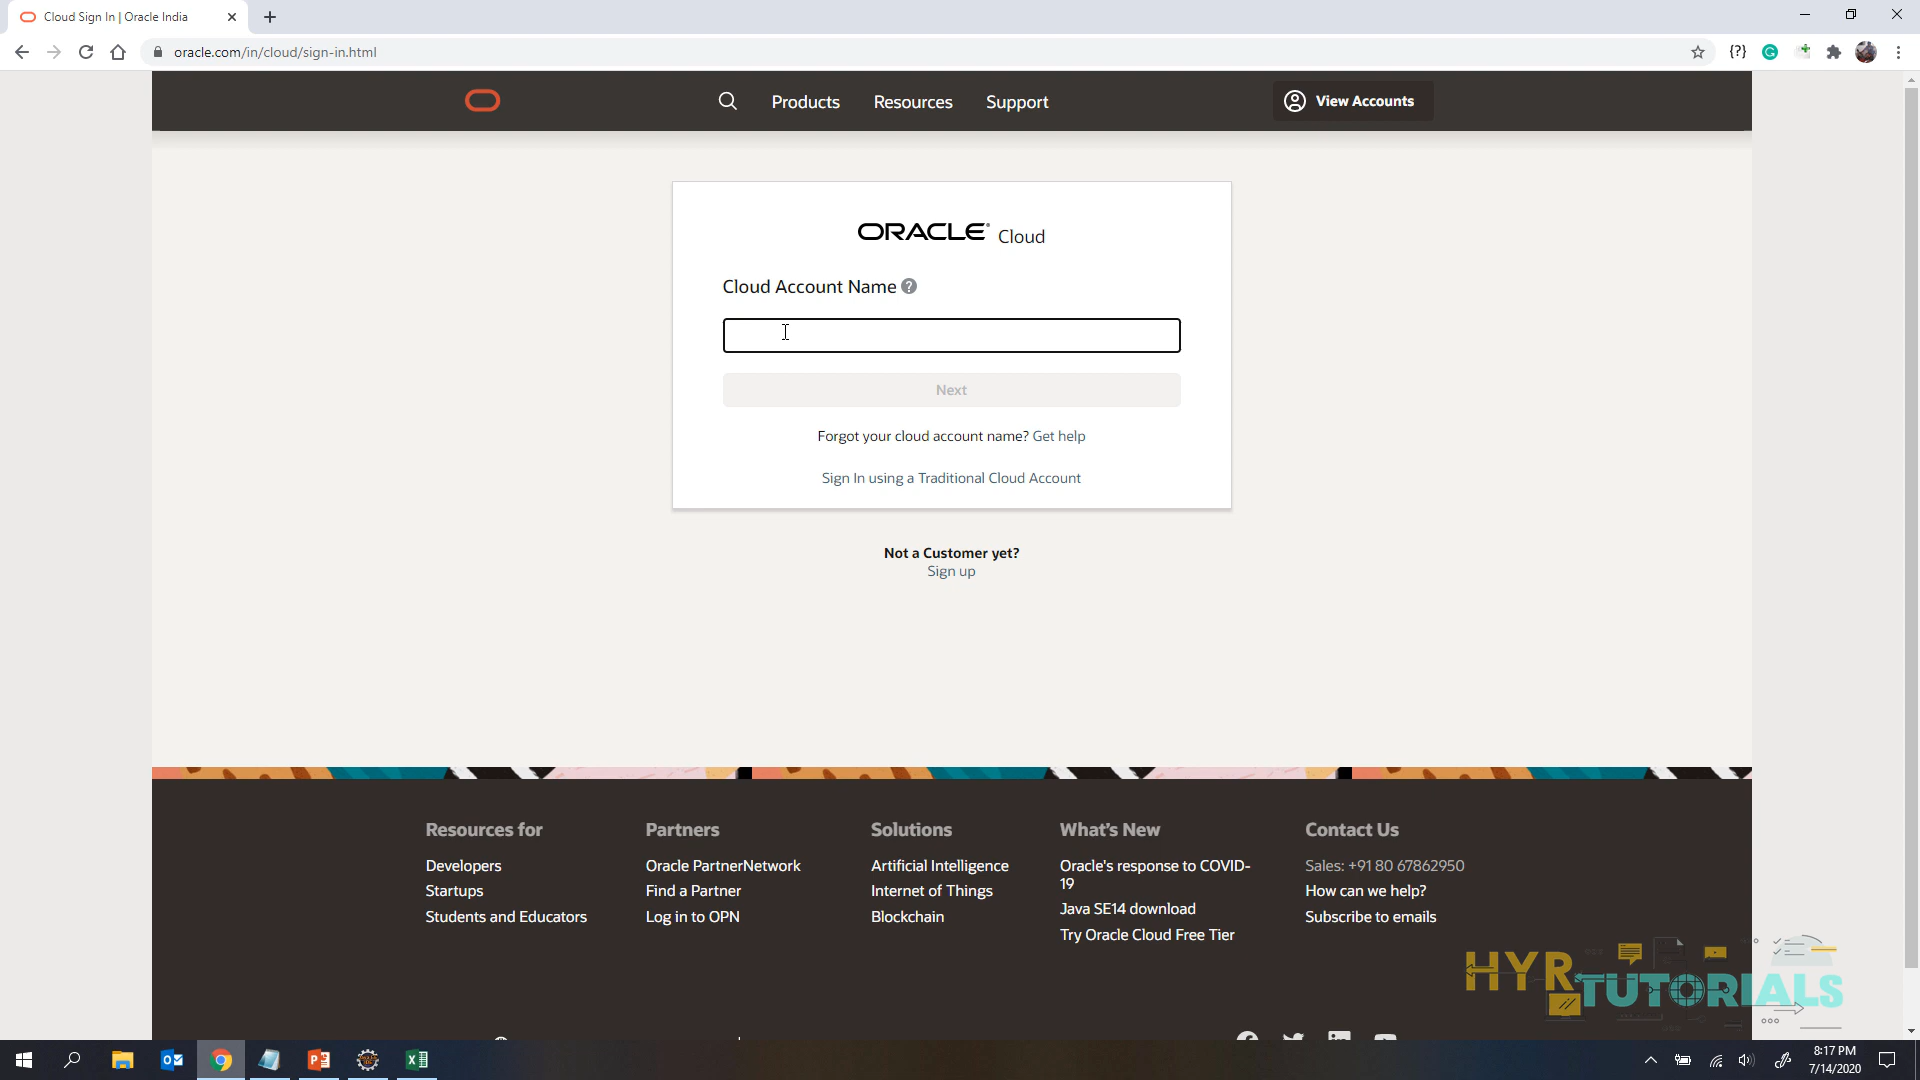 Cloud Sign In | Oracle India
oracle.com/in/cloud/sign-in.html
{?}
Products
Resources
Support
View Accounts
ORACLE Cloud
Cloud Account Name ?
Next
Forgot your cloud account name? Get help
Sign In using a Traditional Cloud Account
Not a Customer yet?
Sign up
Resources for
Developers
Startups
Students and Educators
Partners
Oracle PartnerNetwork
Find a Partner
Log in to OPN
Solutions
Artificial Intelligence
Internet of Things
Blockchain
What's New
Oracle's response to COVID-
19
Java SE14 download
Try Oracle Cloud Free Tier
Contact Us
Sales: +91 80 67862950
How can we help?
Subscribe to emails
HYR
TUTORIALS
8:17 PM
7/14/2020